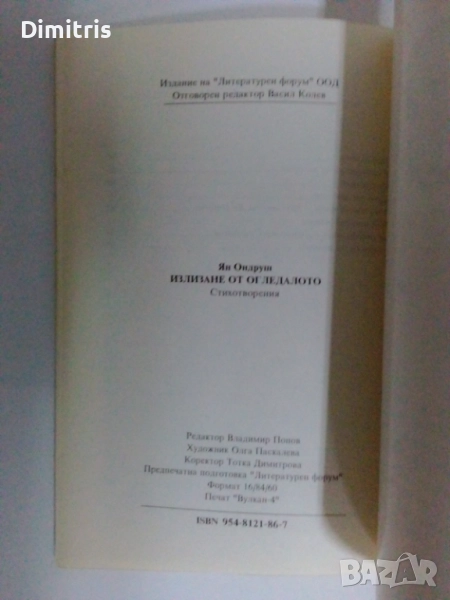 Dimitris
Издание на "Литературен форум" ООД
Отговорен редактор Васил Колев
Ян Ондруш
ИЗЛИЗАНЕ ОТ ОГЛЕДАЛОТО
Стихотворения
Редактор Владимир Попов
Художник Олга Паскалева
Коректор Тотка Димитрова
Предпечатна подготовка "Литературен форум"
Формат 16/84/60
Печат "Вулкан-4"
ISBN 954-8121-86-7
BAZAR